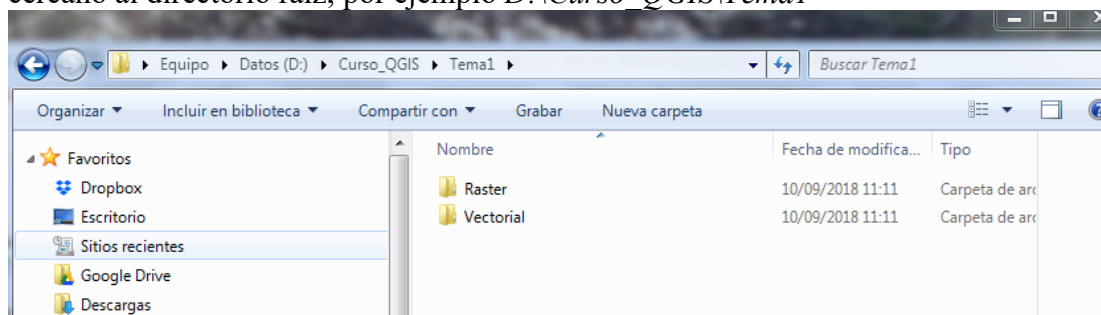 cercano al directorio raíz, por ejemplo D:\Curso_QGIS\Tema1
Equipo Datos (D:) Curso_QGIS Tema1
Buscar Tema1
Organizar Incluir en biblioteca Compartir con Grabar Nueva carpeta
Nombre Fecha de modifica... Tipo
Favoritos
Dropbox
Escritorio
Sitios recientes
Google Drive
Descargas
Raster 10/09/2018 11:11 Carpeta de arc
Vectorial 10/09/2018 11:11 Carpeta de arc